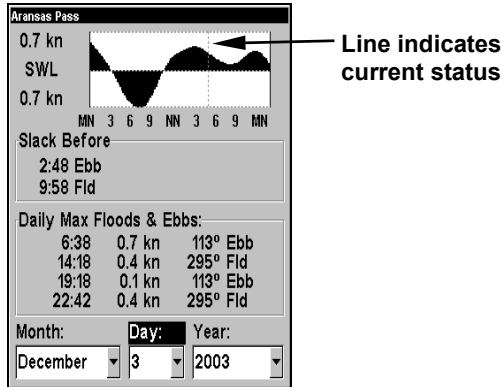 Aransas Pass
0.7 kn
SWL
0.7 kn
MN 3 6 9 NN 3 6 9 MN
Line indicates
current status
Slack Before
2:48 Ebb
9:58 Fld
Daily Max Floods & Ebbs:
6:38 0.7 kn 113º Ebb
14:18 0.4 kn 295º Fld
19:18 0.1 kn 113º Ebb
22:42 0.4 kn 295º Fld
Month: Day: Year:
December 3 2003